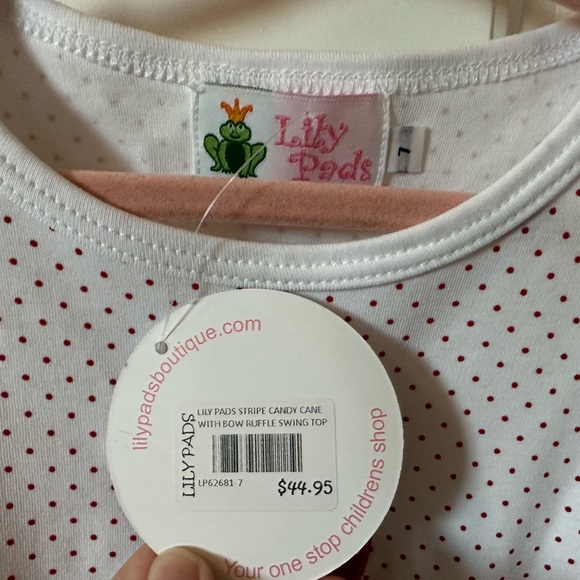 Lily
Pads
7
lilypadsboutique.com
LILY PADS
LILY PADS STRIPE CANDY CANE
WITH BOW RUFFLE SWING TOP
LP62681-7
$44.95
Your one stop childrens shop